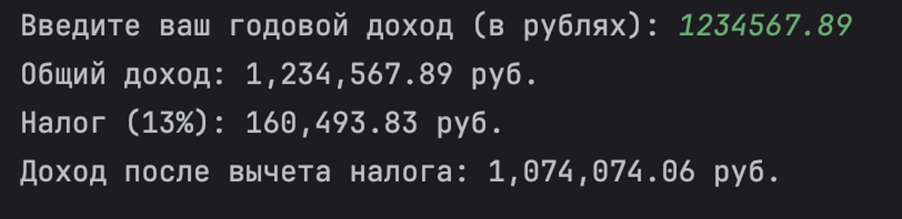 Введите ваш годовой доход (в рублях): 1234567.89
Общий доход: 1,234,567.89 руб.
Налог (13%): 160,493.83 руб.
Доход после вычета налога: 1,074,074.06 руб.